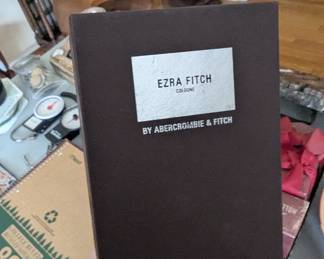 EZRA FITCH
COLOGNE
BY ABERCROMBIE & FITCH